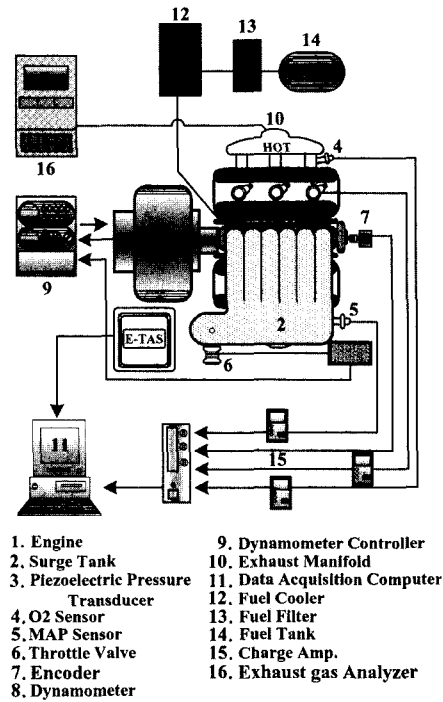 12
13
14
10
HOT
4
16
7
9
2
5
E-TAS
6
11
15
1. Engine
2. Surge Tank
3. Piezoelectric Pressure
Transducer
4. O2 Sensor
5. MAP Sensor
6. Throttle Valve
7. Encoder
8. Dynamometer
9. Dynamometer Controller
10. Exhaust Manifold
11. Data Acquisition Computer
12. Fuel Cooler
13. Fuel Filter
14. Fuel Tank
15. Charge Amp.
16. Exhaust gas Analyzer